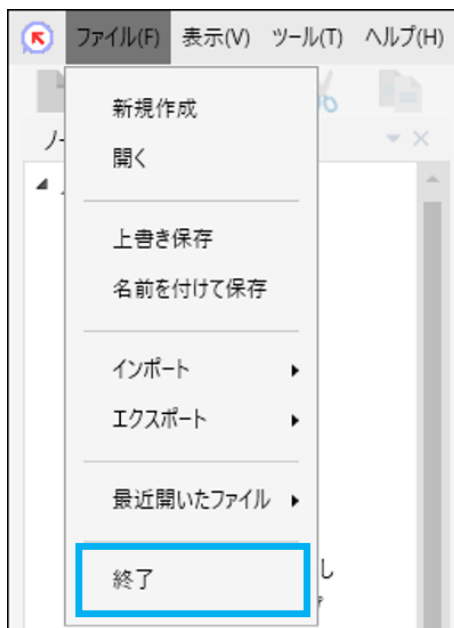 ファイル(F) 表示(V) ツール(T) ヘルプ(H)
新規作成
開く
上書き保存
名前を付けて保存
インポート
エクスポート
最近開いたファイル
終了
し